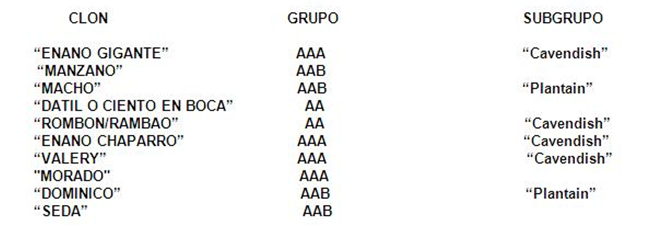 CLON GRUPO SUBGRUPO
“ENANO GIGANTE” AAA “Cavendish”
“MANZANO” AAB
“MACHO” AAB “Plantain”
“DATIL O CIENTO EN BOCA” AA
“ROMBON/RAMBAO” AA “Cavendish”
“ENANO CHAPARRO” AAA “Cavendish”
“VALERY” AAA “Cavendish”
"MORADO" AAA
“DOMINICO” AAB “Plantain”
“SEDA” AAB